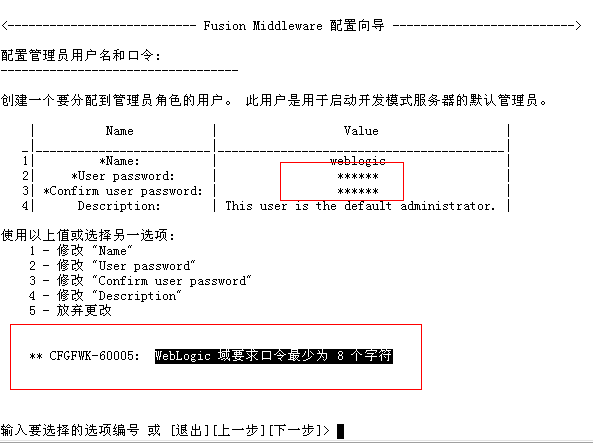 <-------------------------- Fusion Middleware 配置向导 ------------------------->
配置管理员用户名和口令:
----------------------------------
创建一个要分配到管理员角色的用户。 此用户是用于启动开发模式服务器的默认管理员。
| Name | Value |
_|_________________________|_________________________________________|
1| *Name: | weblogic |
2| *User password: | ****** |
3| *Confirm user password: | ****** |
4| Description: | This user is the default administrator. |
使用以上值或选择另一选项:
1 - 修改 "Name"
2 - 修改 "User password"
3 - 修改 "Confirm user password"
4 - 修改 "Description"
5 - 放弃更改
** CFGFWK-60005: WebLogic 域要求口令最少为 8 个字符
输入要选择的选项编号 或 [退出][上一步][下一步]>